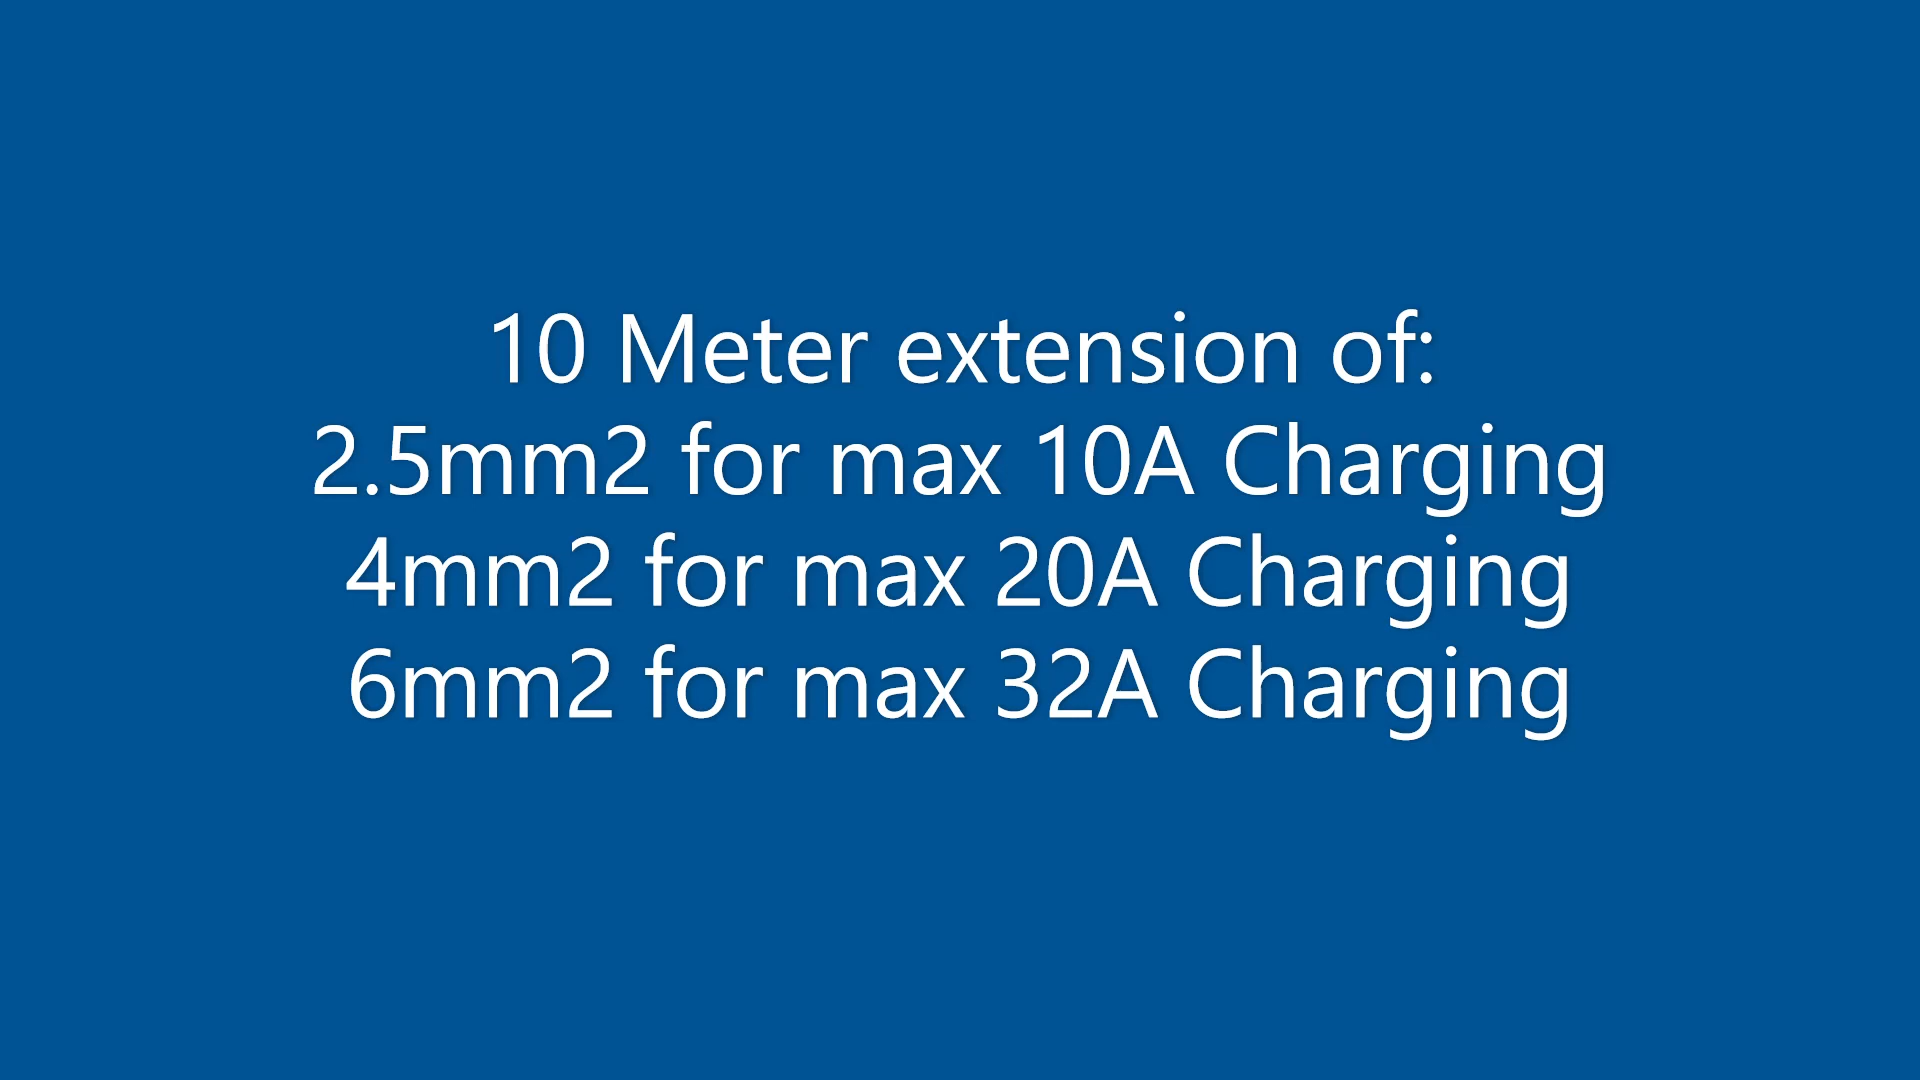 10 Meter extension of:
2.5mm2 for max 10A Charging
4mm2 for max 20A Charging
6mm2 for max 32A Charging